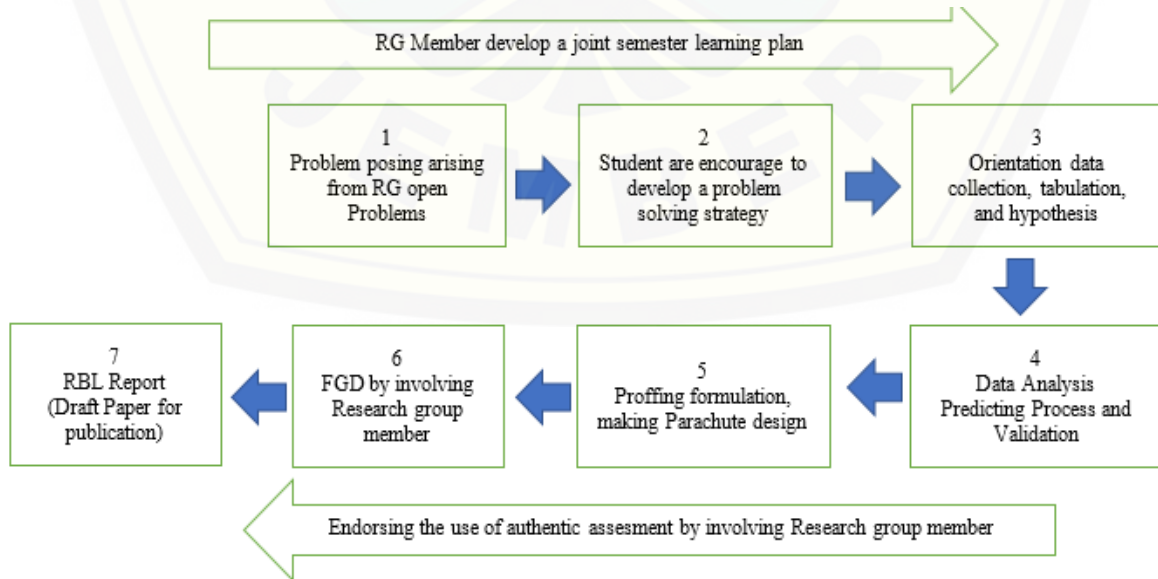 RG Member develop a joint semester learning plan
JEMBER
1
Problem posing arising
from RG open
Problems
2
Student are encourage to
develop a problem
solving strategy
3
Orientation data
collection, tabulation,
and hypothesis
7
RBL Report
(Draft Paper for
publication)
6
FGD by involving
Research group
member
5
Proffing formulation,
making Parachute design
4
Data Analysis
Predicting Process and
Validation
Endorsing the use of authentic assesment by involving Research group member